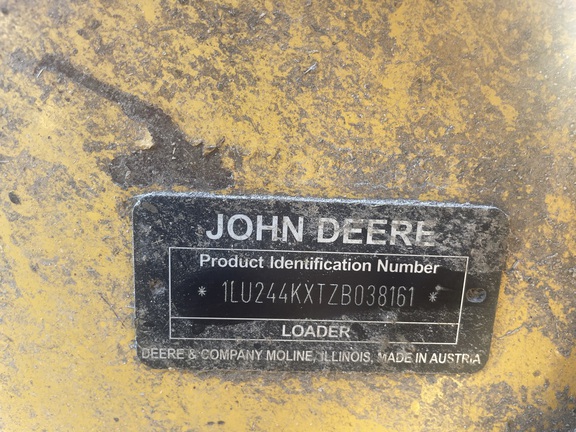 JOHN DEERE
Product Identification Number
* 1LU244KXTZB038161 *
LOADER
DEERE & COMPANY MOLINE, ILLINOIS, MADE IN AUSTRIA